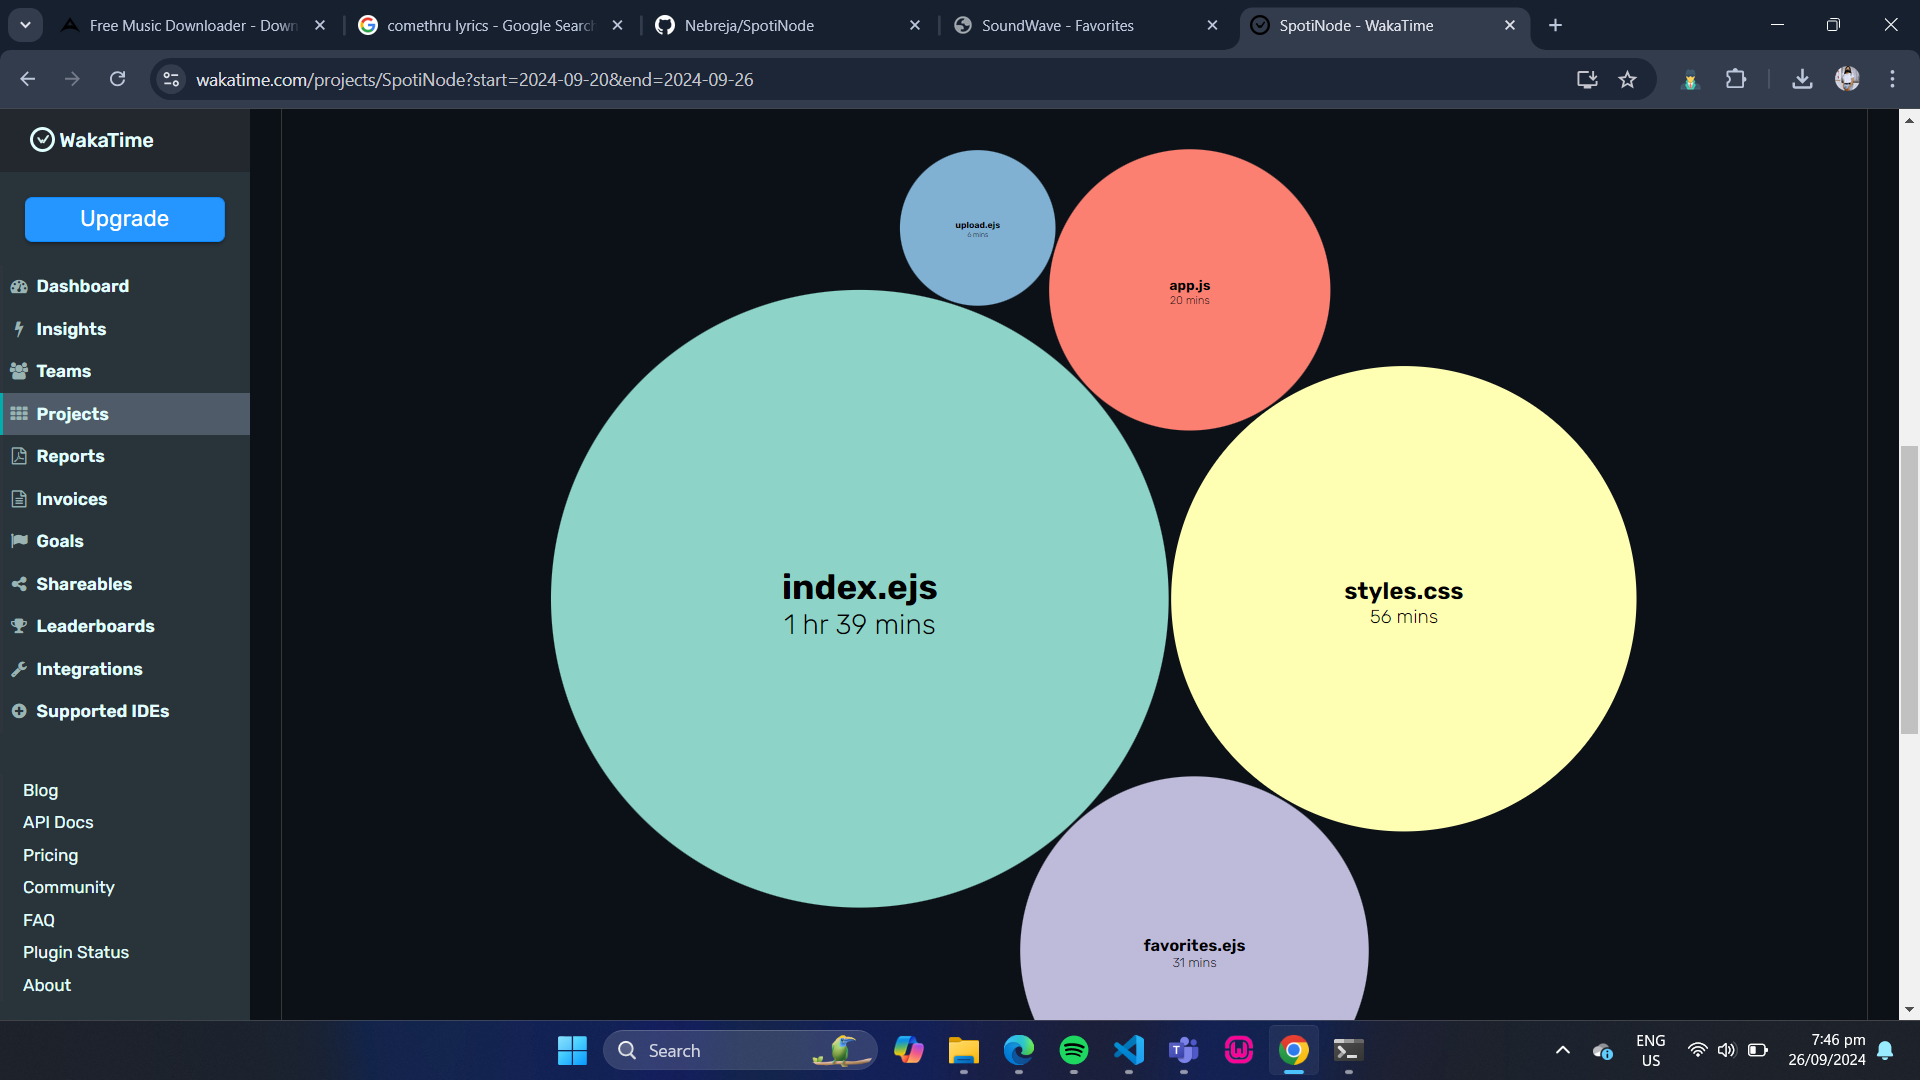 Free Music Downloader - Down
comethru lyrics - Google Search
Nebreja/SpotiNode
SoundWave - Favorites
SpotiNode - WakaTime
wakatime.com/projects/SpotiNode?start=2024-09-20&end=2024-09-26
WakaTime
Upgrade
Dashboard
Insights
Teams
Projects
Reports
Invoices
Goals
Shareables
Leaderboards
Integrations
Supported IDEs
Blog
API Docs
Pricing
Community
FAQ
Plugin Status
About
upload.ejs
6 mins
app.js
20 mins
index.ejs
1 hr 39 mins
styles.css
56 mins
favorites.ejs
31 mins
Search
ENG
US
7:46 pm
26/09/2024